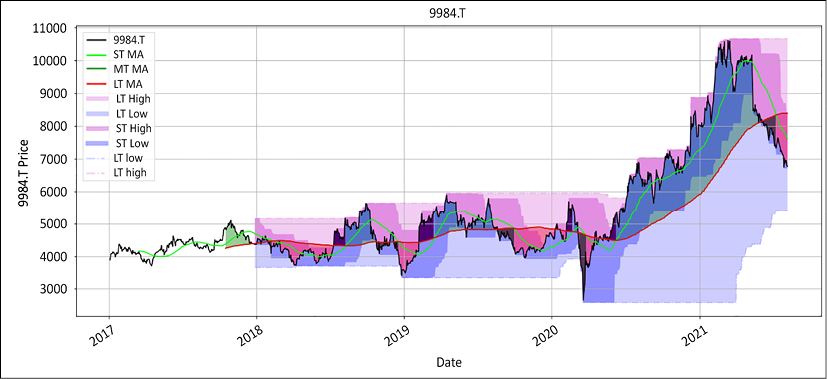 9984.T
11000
10000
9000
8000
7000
6000
5000
4000
3000
9984.T Price
9984.T
ST MA
MT MA
LT MA
LT High
LT Low
ST High
ST Low
LT low
LT high
2017
2018
2019
2020
2021
Date